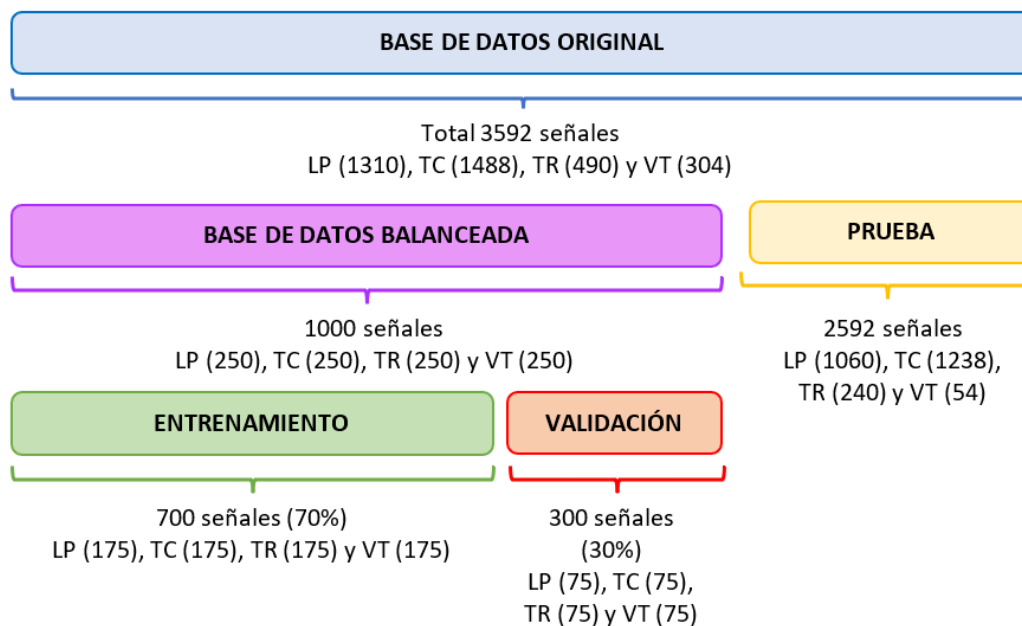 BASE DE DATOS ORIGINAL
Total 3592 señales
LP (1310), TC (1488), TR (490) y VT (304)
BASE DE DATOS BALANCEADA
1000 señales
LP (250), TC (250), TR (250) y VT (250)
PRUEBA
2592 señales
LP (1060), TC (1238),
TR (240) y VT (54)
ENTRENAMIENTO
700 señales (70%)
LP (175), TC (175), TR (175) y VT (175)
VALIDACIÓN
300 señales
(30%)
LP (75), TC (75),
TR (75) y VT (75)